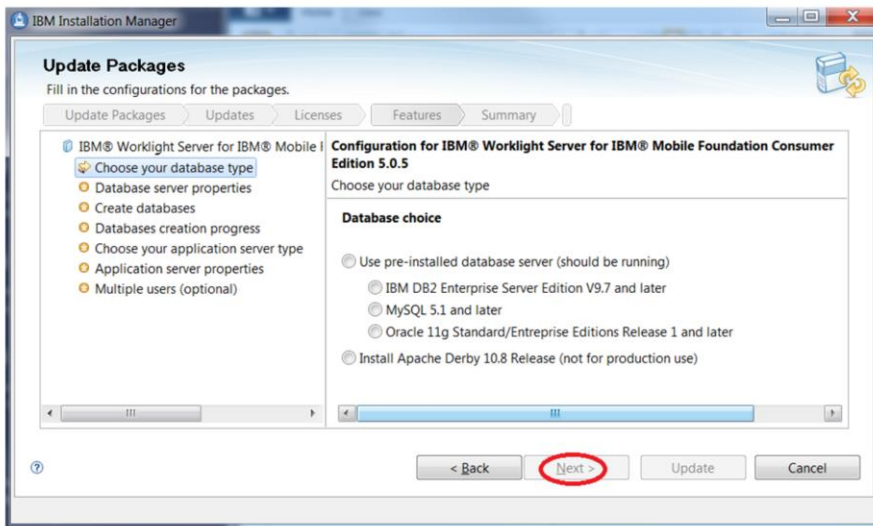 IBM Installation Manager
Update Packages
Fill in the configurations for the packages.
Update Packages
Updates
Licenses
Features
Summary
IBM® Worklight Server for IBM® Mobile
Choose your database type
Database server properties
Create databases
Databases creation progress
Choose your application server type
Application server properties
Multiple users (optional)
Configuration for IBM® Worklight Server for IBM® Mobile Foundation Consumer
Edition 5.0.5
Choose your database type
Database choice
Use pre-installed database server (should be running)
IBM DB2 Enterprise Server Edition V9.7 and later
MySQL 5.1 and later
Oracle 11g Standard/Entreprise Editions Release 1 and later
Install Apache Derby 10.8 Release (not for production use)
?
< Back
Next >
Update
Cancel